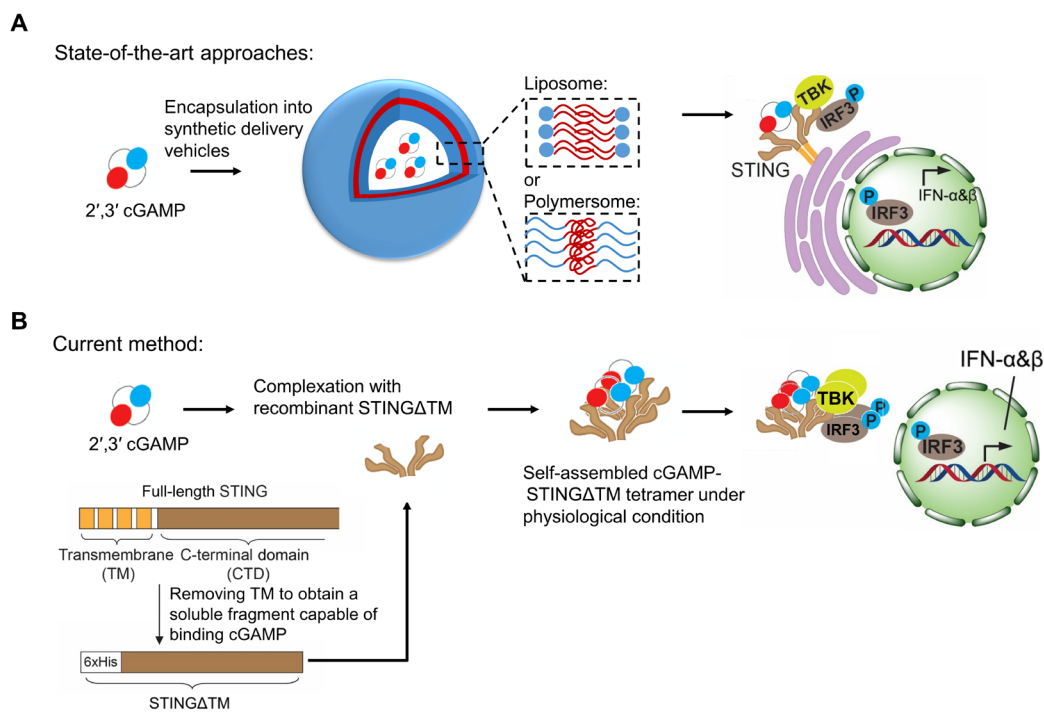 A
State-of-the-art approaches:
Encapsulation into
synthetic delivery
vehicles
2′,3′ cGAMP
Liposome:
or
Polymersome:
TBK
P
IRF3
STING
P
IRF3
IFN-α&β
B
Current method:
2′,3′ cGAMP
Complexation with
recombinant STINGΔTM
Self-assembled cGAMP-
STINGΔTM tetramer under
physiological condition
TBK
IRF3
P
P
IFN-α&β
P
IRF3
Full-length STING
Transmembrane
(TM)
C-terminal domain
(CTD)
Removing TM to obtain a
soluble fragment capable of
binding cGAMP
6xHis
STINGΔTM